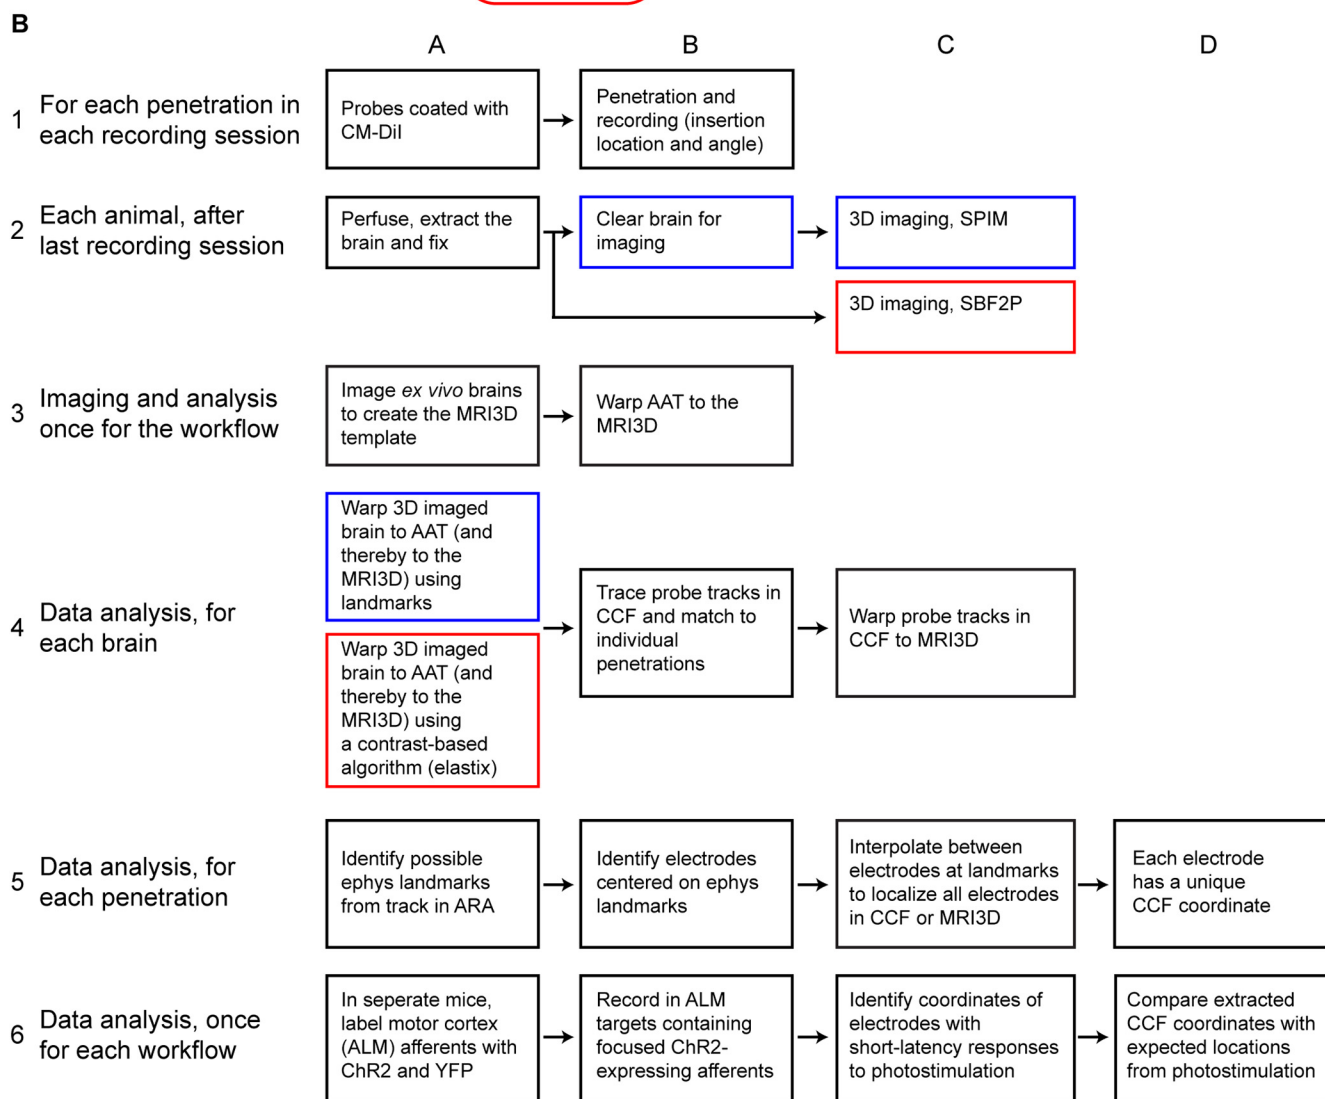 B
A
B
C
D
1
For each penetration in
each recording session
Probes coated with
CM-DiI
Penetration and
recording (insertion
location and angle)
2
Each animal, after
last recording session
Perfuse, extract the
brain and fix
Clear brain for
imaging
3D imaging, SPIM
3D imaging, SBF2P
3
Imaging and analysis
once for the workflow
Image ex vivo brains
to create the MRI3D
template
Warp AAT to the
MRI3D
4
Data analysis, for
each brain
Warp 3D imaged
brain to AAT (and
thereby to the
MRI3D) using
landmarks
Warp 3D imaged
brain to AAT (and
thereby to the
MRI3D) using
a contrast-based
algorithm (elastix)
Trace probe tracks in
CCF and match to
individual
penetrations
Warp probe tracks in
CCF to MRI3D
5
Data analysis, for
each penetration
Identify possible
ephys landmarks
from track in ARA
Identify electrodes
centered on ephys
landmarks
Interpolate between
electrodes at landmarks
to localize all electrodes
in CCF or MRI3D
Each electrode
has a unique
CCF coordinate
6
Data analysis, once
for each workflow
In seperate mice,
label motor cortex
(ALM) afferents with
ChR2 and YFP
Record in ALM
targets containing
focused ChR2-
expressing afferents
Identify coordinates of
electrodes with
short-latency responses
to photostimulation
Compare extracted
CCF coordinates with
expected locations
from photostimulation